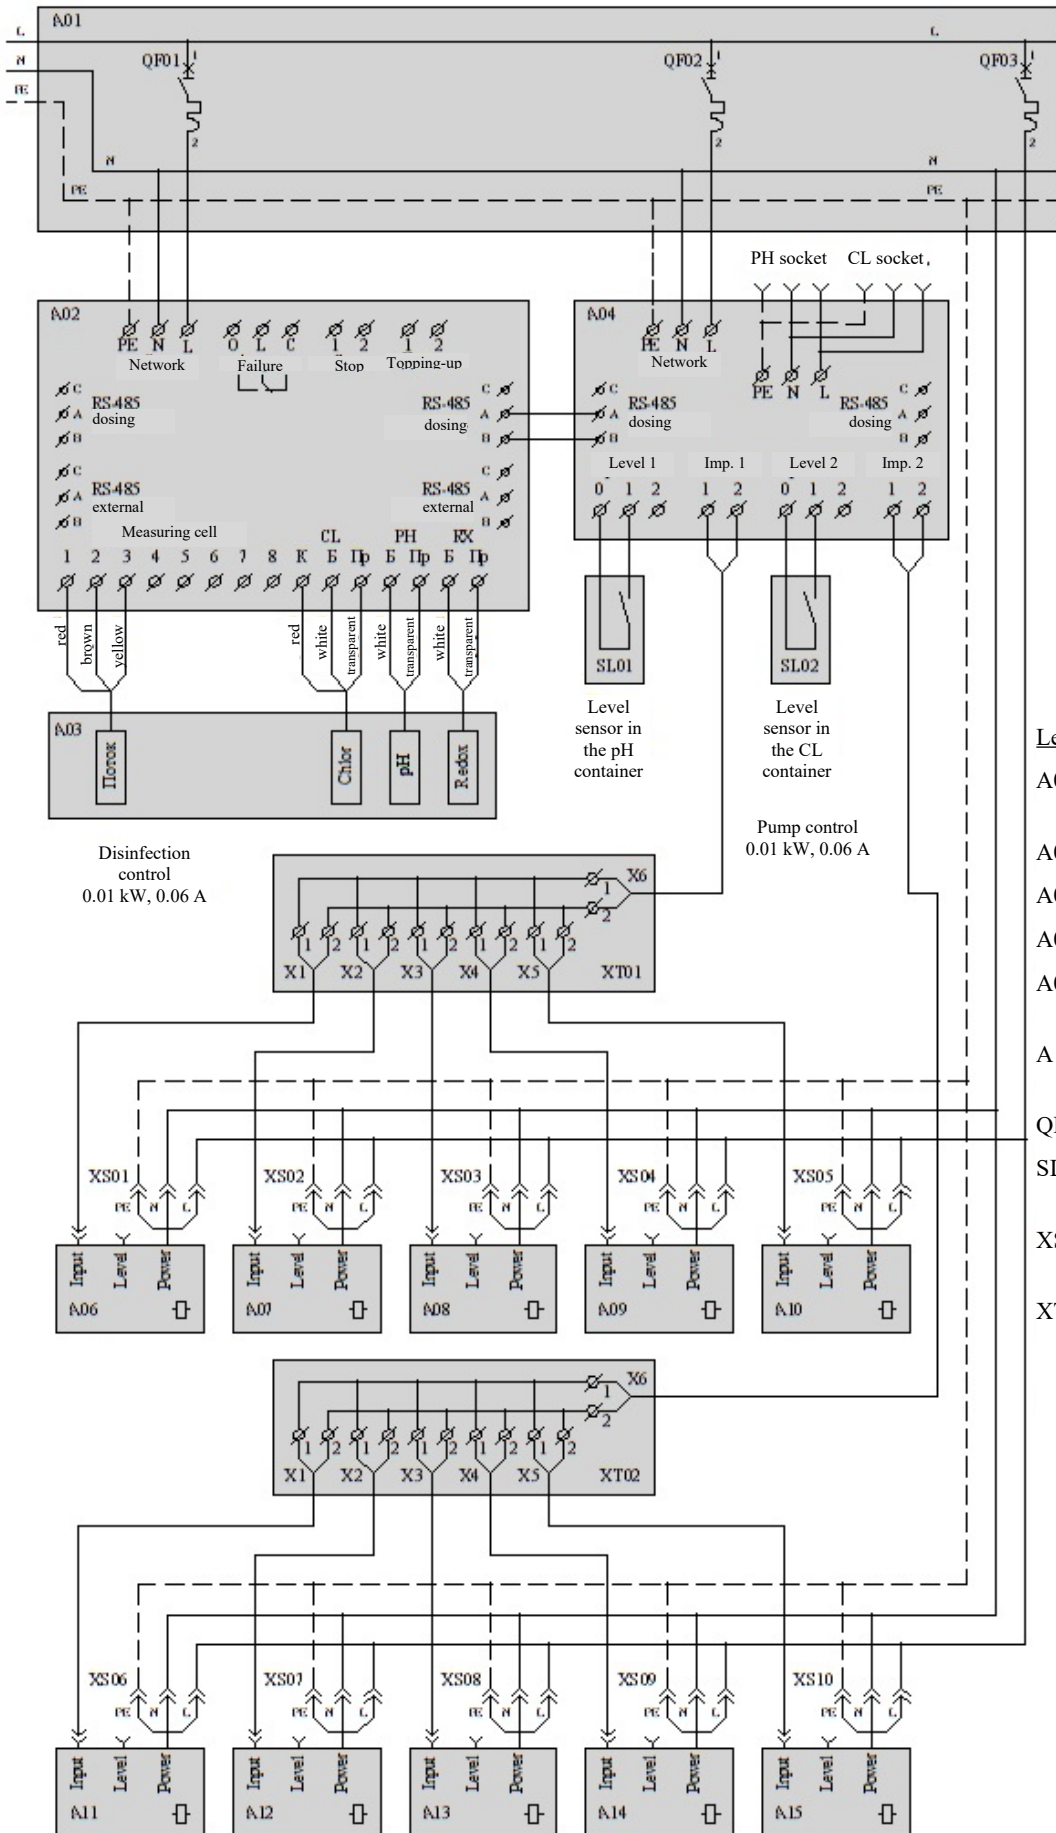 A01
L
L
N
QF01
1
QF02
1
QF03
1
PE
2
2
2
N
N
PE
PE
PH socket
CL socket
A02
A04
PE N L
O L C
1 2
1 2
PE N L
Network
Failure
Stop
Topping-up
Network
PE N L
C
RS-485
A
dosing
B
C
RS-485
A
dosing
B
C
A
RS-485
dosing
B
C
RS-485
A
dosing
B
C
RS-485
A
external
B
C
RS-485
A
external
B
Level 1
Imp. 1
Level 2
Imp. 2
0 1 2
1 2
0 1 2
1 2
Measuring cell
CL
PH
RX
1 2 3 4 5 6 7 8 К Б Пр Б Пр Б Пр
red
brown
yellow
red
white
transparent
white
transparent
white
transparent
SL01
SL02
Level
sensor in
the pH
container
Level
sensor in
the CL
container
A03
Поток
Chlor
pH
Redox
Disinfection
control
0.01 kW, 0.06 A
Pump control
0.01 kW, 0.06 A
X6
1
2
1 2 1 2 1 2 1 2 1 2
X1 X2 X3 X4 X5 XT01
XS01 XS02 XS03 XS04 XS05
PE N L PE N L PE N L PE N L PE N L
Input Level Power Input Level Power Input Level Power Input Level Power Input Level Power
A06 A07 A08 A09 A10
X6
1
2
1 2 1 2 1 2 1 2 1 2
X1 X2 X3 X4 X5 XT02
XS06 XS07 XS08 XS09 XS10
PE N L PE N L PE N L PE N L PE N L
Input Level Power Input Level Power Input Level Power Input Level Power Input Level Power
A11 A12 A13 A14 A15
Le
A
SL